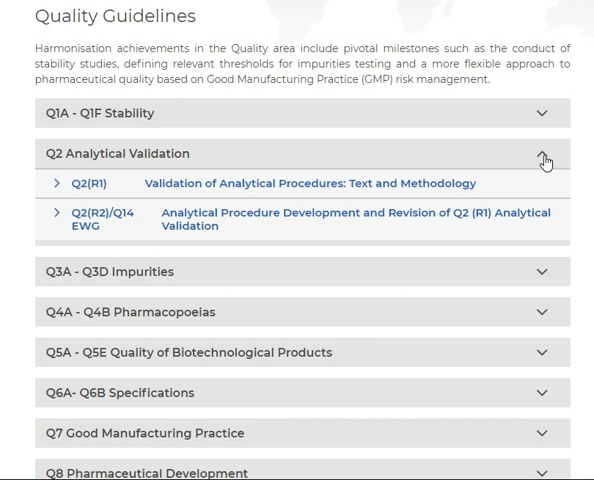 Quality Guidelines
Harmonisation achievements in the Quality area include pivotal milestones such as the conduct of
stability studies, defining relevant thresholds for impurities testing and a more flexible approach to
pharmaceutical quality based on Good Manufacturing Practice (GMP) risk management.
Q1A - Q1F Stability
Q2 Analytical Validation
Q2(R1) Validation of Analytical Procedures: Text and Methodology
Q2(R2)/Q14 Analytical Procedure Development and Revision of Q2 (R1) Analytical
EWG Validation
Q3A - Q3D Impurities
Q4A - Q4B Pharmacopoeias
Q5A - Q5E Quality of Biotechnological Products
Q6A- Q6B Specifications
Q7 Good Manufacturing Practice
Q8 Pharmaceutical Development